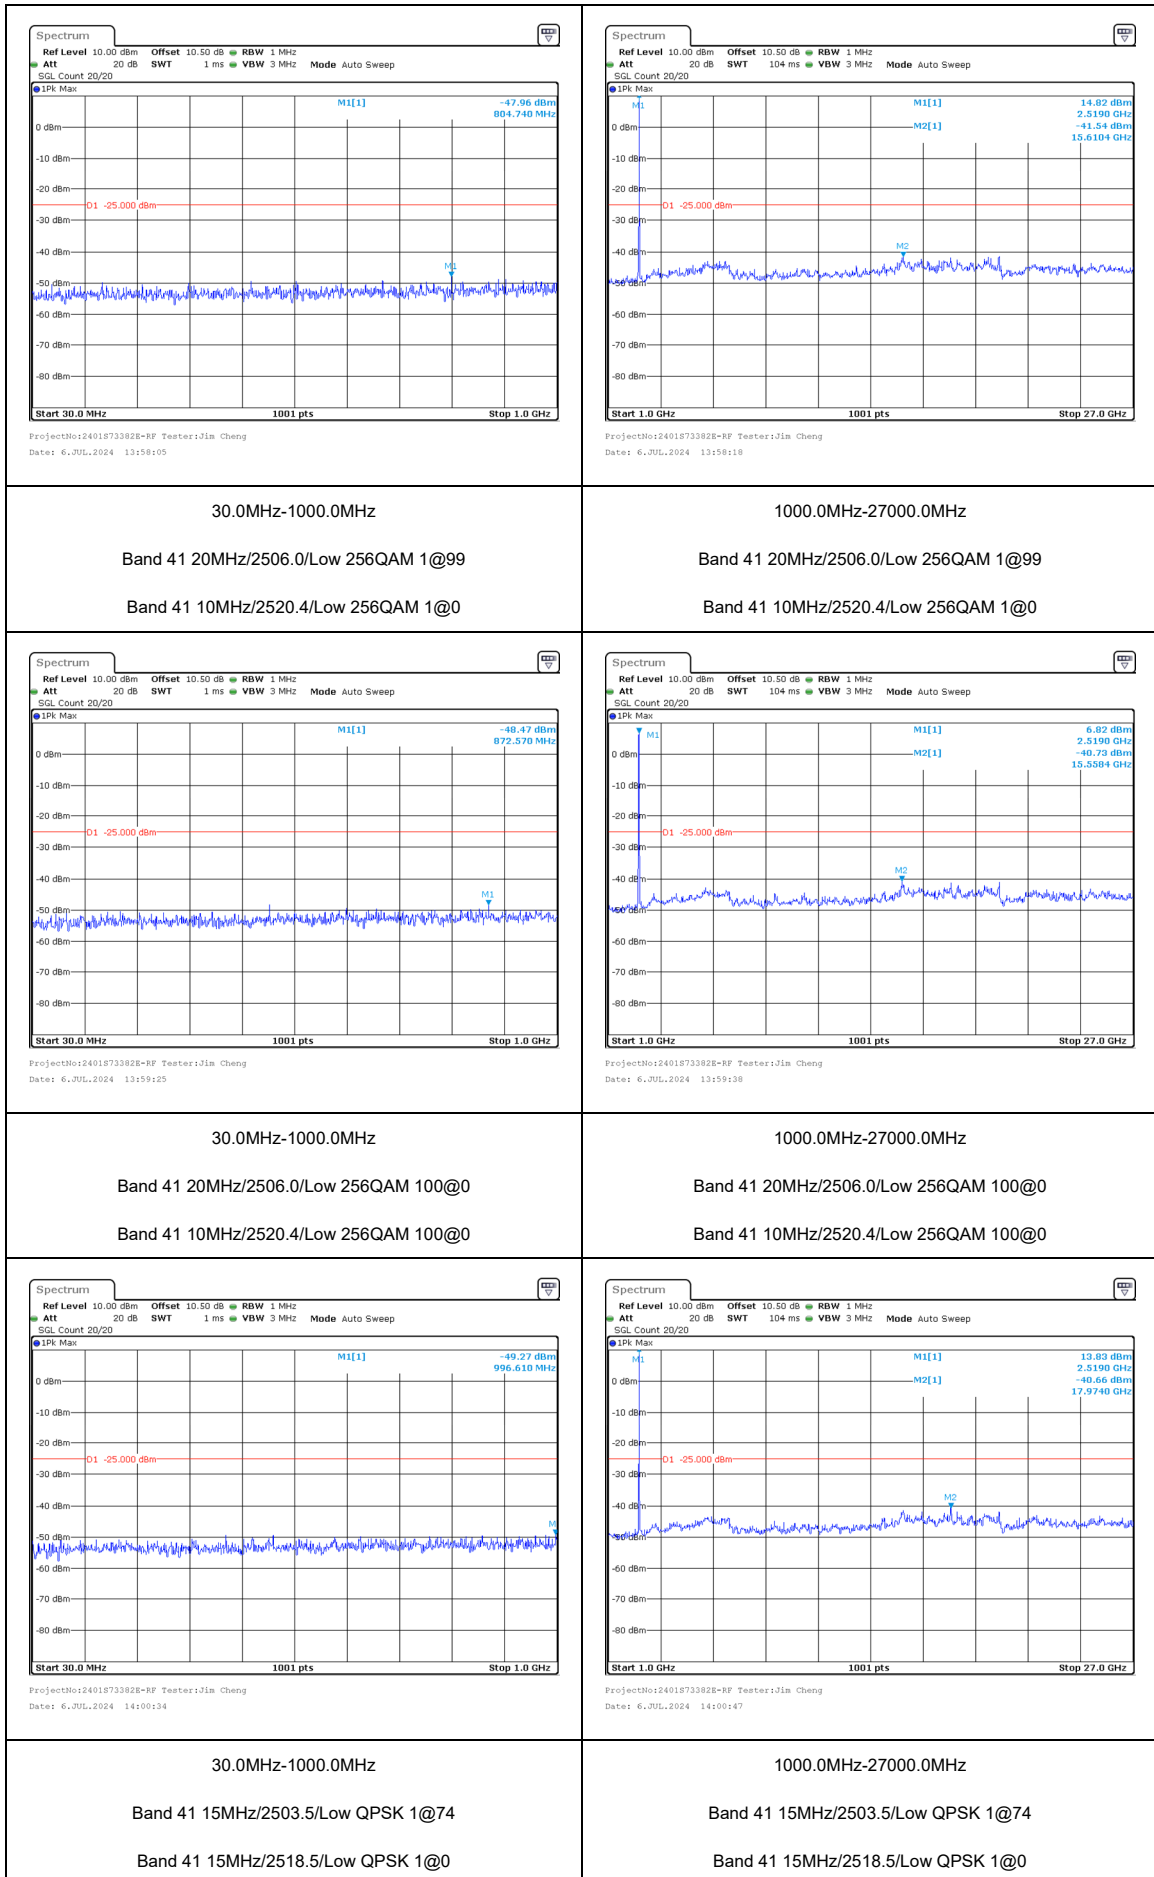 Spectrum
Ref Level 10.00 dBm Offset 10.50 dB RBW 1 MHz
Att 20 dB SWT 1 ms VBW 3 MHz Mode Auto Sweep
SGL Count 20/20
1Pk Max
M1[1] -47.96 dBm
804.740 MHz
0 dBm
-10 dBm
-20 dBm
D1 -25.000 dBm
-30 dBm
-40 dBm
M1
-50 dBm
-60 dBm
-70 dBm
-80 dBm
Start 30.0 MHz 1001 pts Stop 1.0 GHz
ProjectNo:2401S73382E-RF Tester:Jim Cheng
Date: 6.JUL.2024 13:58:05
Spectrum
Ref Level 10.00 dBm Offset 10.50 dB RBW 1 MHz
Att 20 dB SWT 104 ms VBW 3 MHz Mode Auto Sweep
SGL Count 20/20
1Pk Max
M1 M1[1] 14.82 dBm
2.5190 GHz
0 dBm M2[1] -41.54 dBm
15.6104 GHz
-10 dBm
-20 dBm
D1 -25.000 dBm
-30 dBm
-40 dBm
M2
-50 dBm
-60 dBm
-70 dBm
-80 dBm
Start 1.0 GHz 1001 pts Stop 27.0 GHz
ProjectNo:2401S73382E-RF Tester:Jim Cheng
Date: 6.JUL.2024 13:58:18
30.0MHz-1000.0MHz
Band 41 20MHz/2506.0/Low 256QAM 1@99
Band 41 10MHz/2520.4/Low 256QAM 1@0
1000.0MHz-27000.0MHz
Band 41 20MHz/2506.0/Low 256QAM 1@99
Band 41 10MHz/2520.4/Low 256QAM 1@0
Spectrum
Ref Level 10.00 dBm Offset 10.50 dB RBW 1 MHz
Att 20 dB SWT 1 ms VBW 3 MHz Mode Auto Sweep
SGL Count 20/20
1Pk Max
M1[1] -48.47 dBm
872.570 MHz
0 dBm
-10 dBm
-20 dBm
D1 -25.000 dBm
-30 dBm
-40 dBm
M1
-50 dBm
-60 dBm
-70 dBm
-80 dBm
Start 30.0 MHz 1001 pts Stop 1.0 GHz
ProjectNo:2401S73382E-RF Tester:Jim Cheng
Date: 6.JUL.2024 13:59:25
Spectrum
Ref Level 10.00 dBm Offset 10.50 dB RBW 1 MHz
Att 20 dB SWT 104 ms VBW 3 MHz Mode Auto Sweep
SGL Count 20/20
1Pk Max
M1 M1[1] 6.82 dBm
2.5190 GHz
0 dBm M2[1] -40.73 dBm
15.5584 GHz
-10 dBm
-20 dBm
D1 -25.000 dBm
-30 dBm
M2
-40 dBm
-50 dBm
-60 dBm
-70 dBm
-80 dBm
Start 1.0 GHz 1001 pts Stop 27.0 GHz
ProjectNo:2401S73382E-RF Tester:Jim Cheng
Date: 6.JUL.2024 13:59:38
30.0MHz-1000.0MHz
Band 41 20MHz/2506.0/Low 256QAM 100@0
Band 41 10MHz/2520.4/Low 256QAM 100@0
1000.0MHz-27000.0MHz
Band 41 20MHz/2506.0/Low 256QAM 100@0
Band 41 10MHz/2520.4/Low 256QAM 100@0
Spectrum
Ref Level 10.00 dBm Offset 10.50 dB RBW 1 MHz
Att 20 dB SWT 1 ms VBW 3 MHz Mode Auto Sweep
SGL Count 20/20
1Pk Max
M1[1] -49.27 dBm
996.610 MHz
0 dBm
-10 dBm
-20 dBm
D1 -25.000 dBm
-30 dBm
-40 dBm
M
-50 dBm
-60 dBm
-70 dBm
-80 dBm
Start 30.0 MHz 1001 pts Stop 1.0 GHz
ProjectNo:2401S73382E-RF Tester:Jim Cheng
Date: 6.JUL.2024 14:00:34
Spectrum
Ref Level 10.00 dBm Offset 10.50 dB RBW 1 MHz
Att 20 dB SWT 104 ms VBW 3 MHz Mode Auto Sweep
SGL Count 20/20
1Pk Max
M1 M1[1] 13.83 dBm
2.5190 GHz
0 dBm M2[1] -40.66 dBm
17.9740 GHz
-10 dBm
-20 dBm
D1 -25.000 dBm
-30 dBm
M2
-40 dBm
-50 dBm
-60 dBm
-70 dBm
-80 dBm
Start 1.0 GHz 1001 pts Stop 27.0 GHz
ProjectNo:2401S73382E-RF Tester:Jim Cheng
Date: 6.JUL.2024 14:00:47
30.0MHz-1000.0MHz
Band 41 15MHz/2503.5/Low QPSK 1@74
Band 41 15MHz/2518.5/Low QPSK 1@0
1000.0MHz-27000.0MHz
Band 41 15MHz/2503.5/Low QPSK 1@74
Band 41 15MHz/2518.5/Low QPSK 1@0